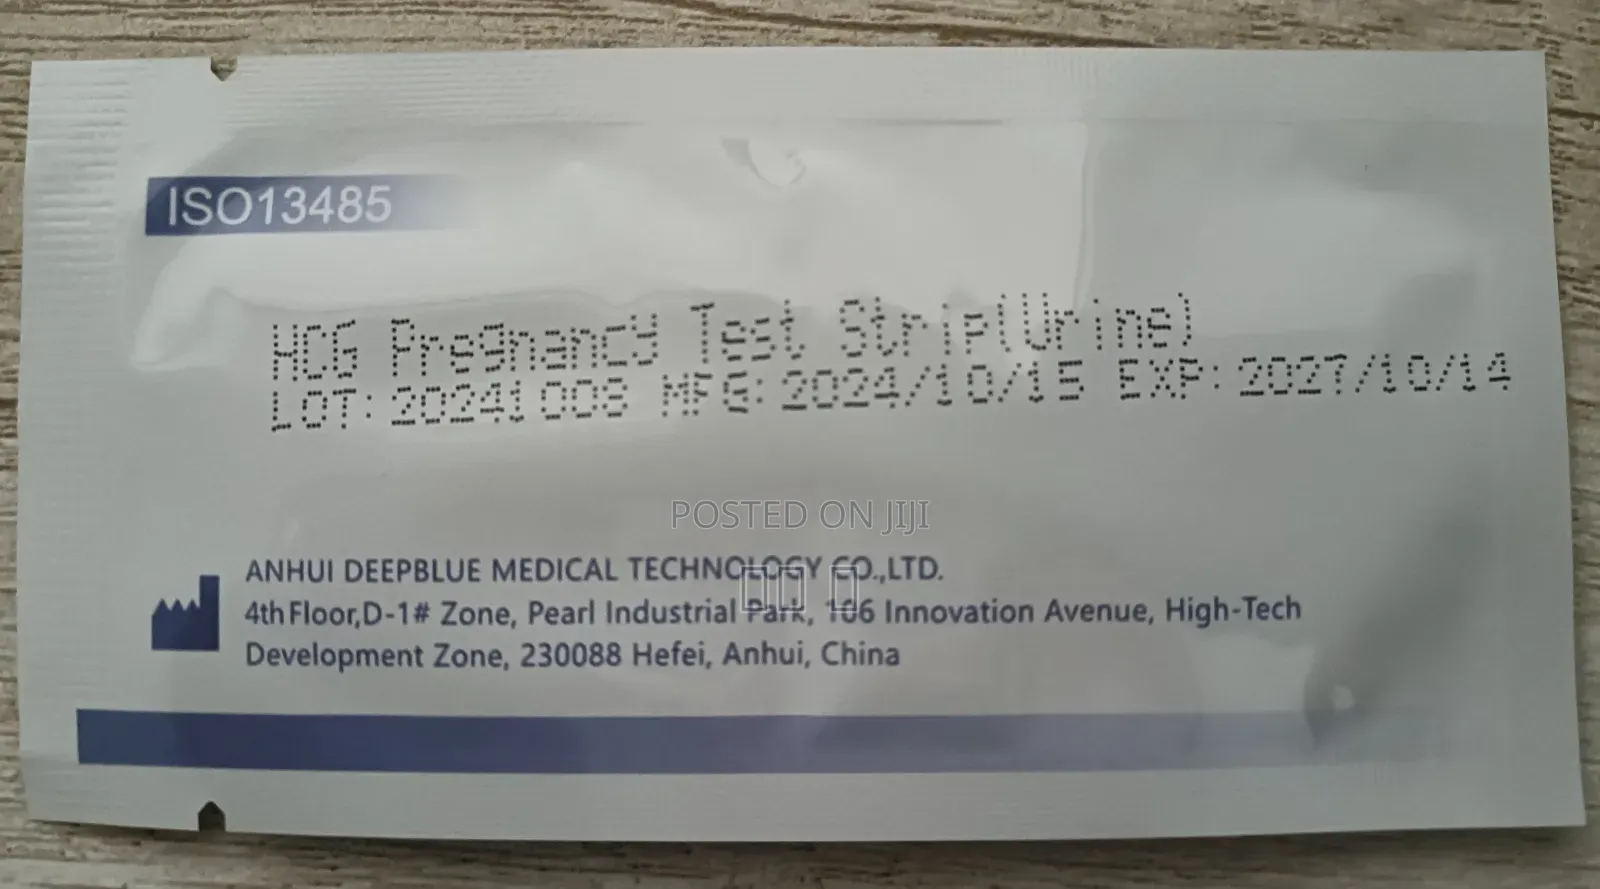 ISO13485
HCG Pregnancy Test Strip(Urine)
LOT: 20241008 MFG: 2024/10/15 EXP: 2027/10/14
POSTED ON JIJI
ANHUI DEEPBLUE MEDICAL TECHNOLOGY CO.,LTD.
4th Floor,D-1# Zone, Pearl Industrial Park, 106 Innovation Avenue, High-Tech
Development Zone, 230088 Hefei, Anhui, China